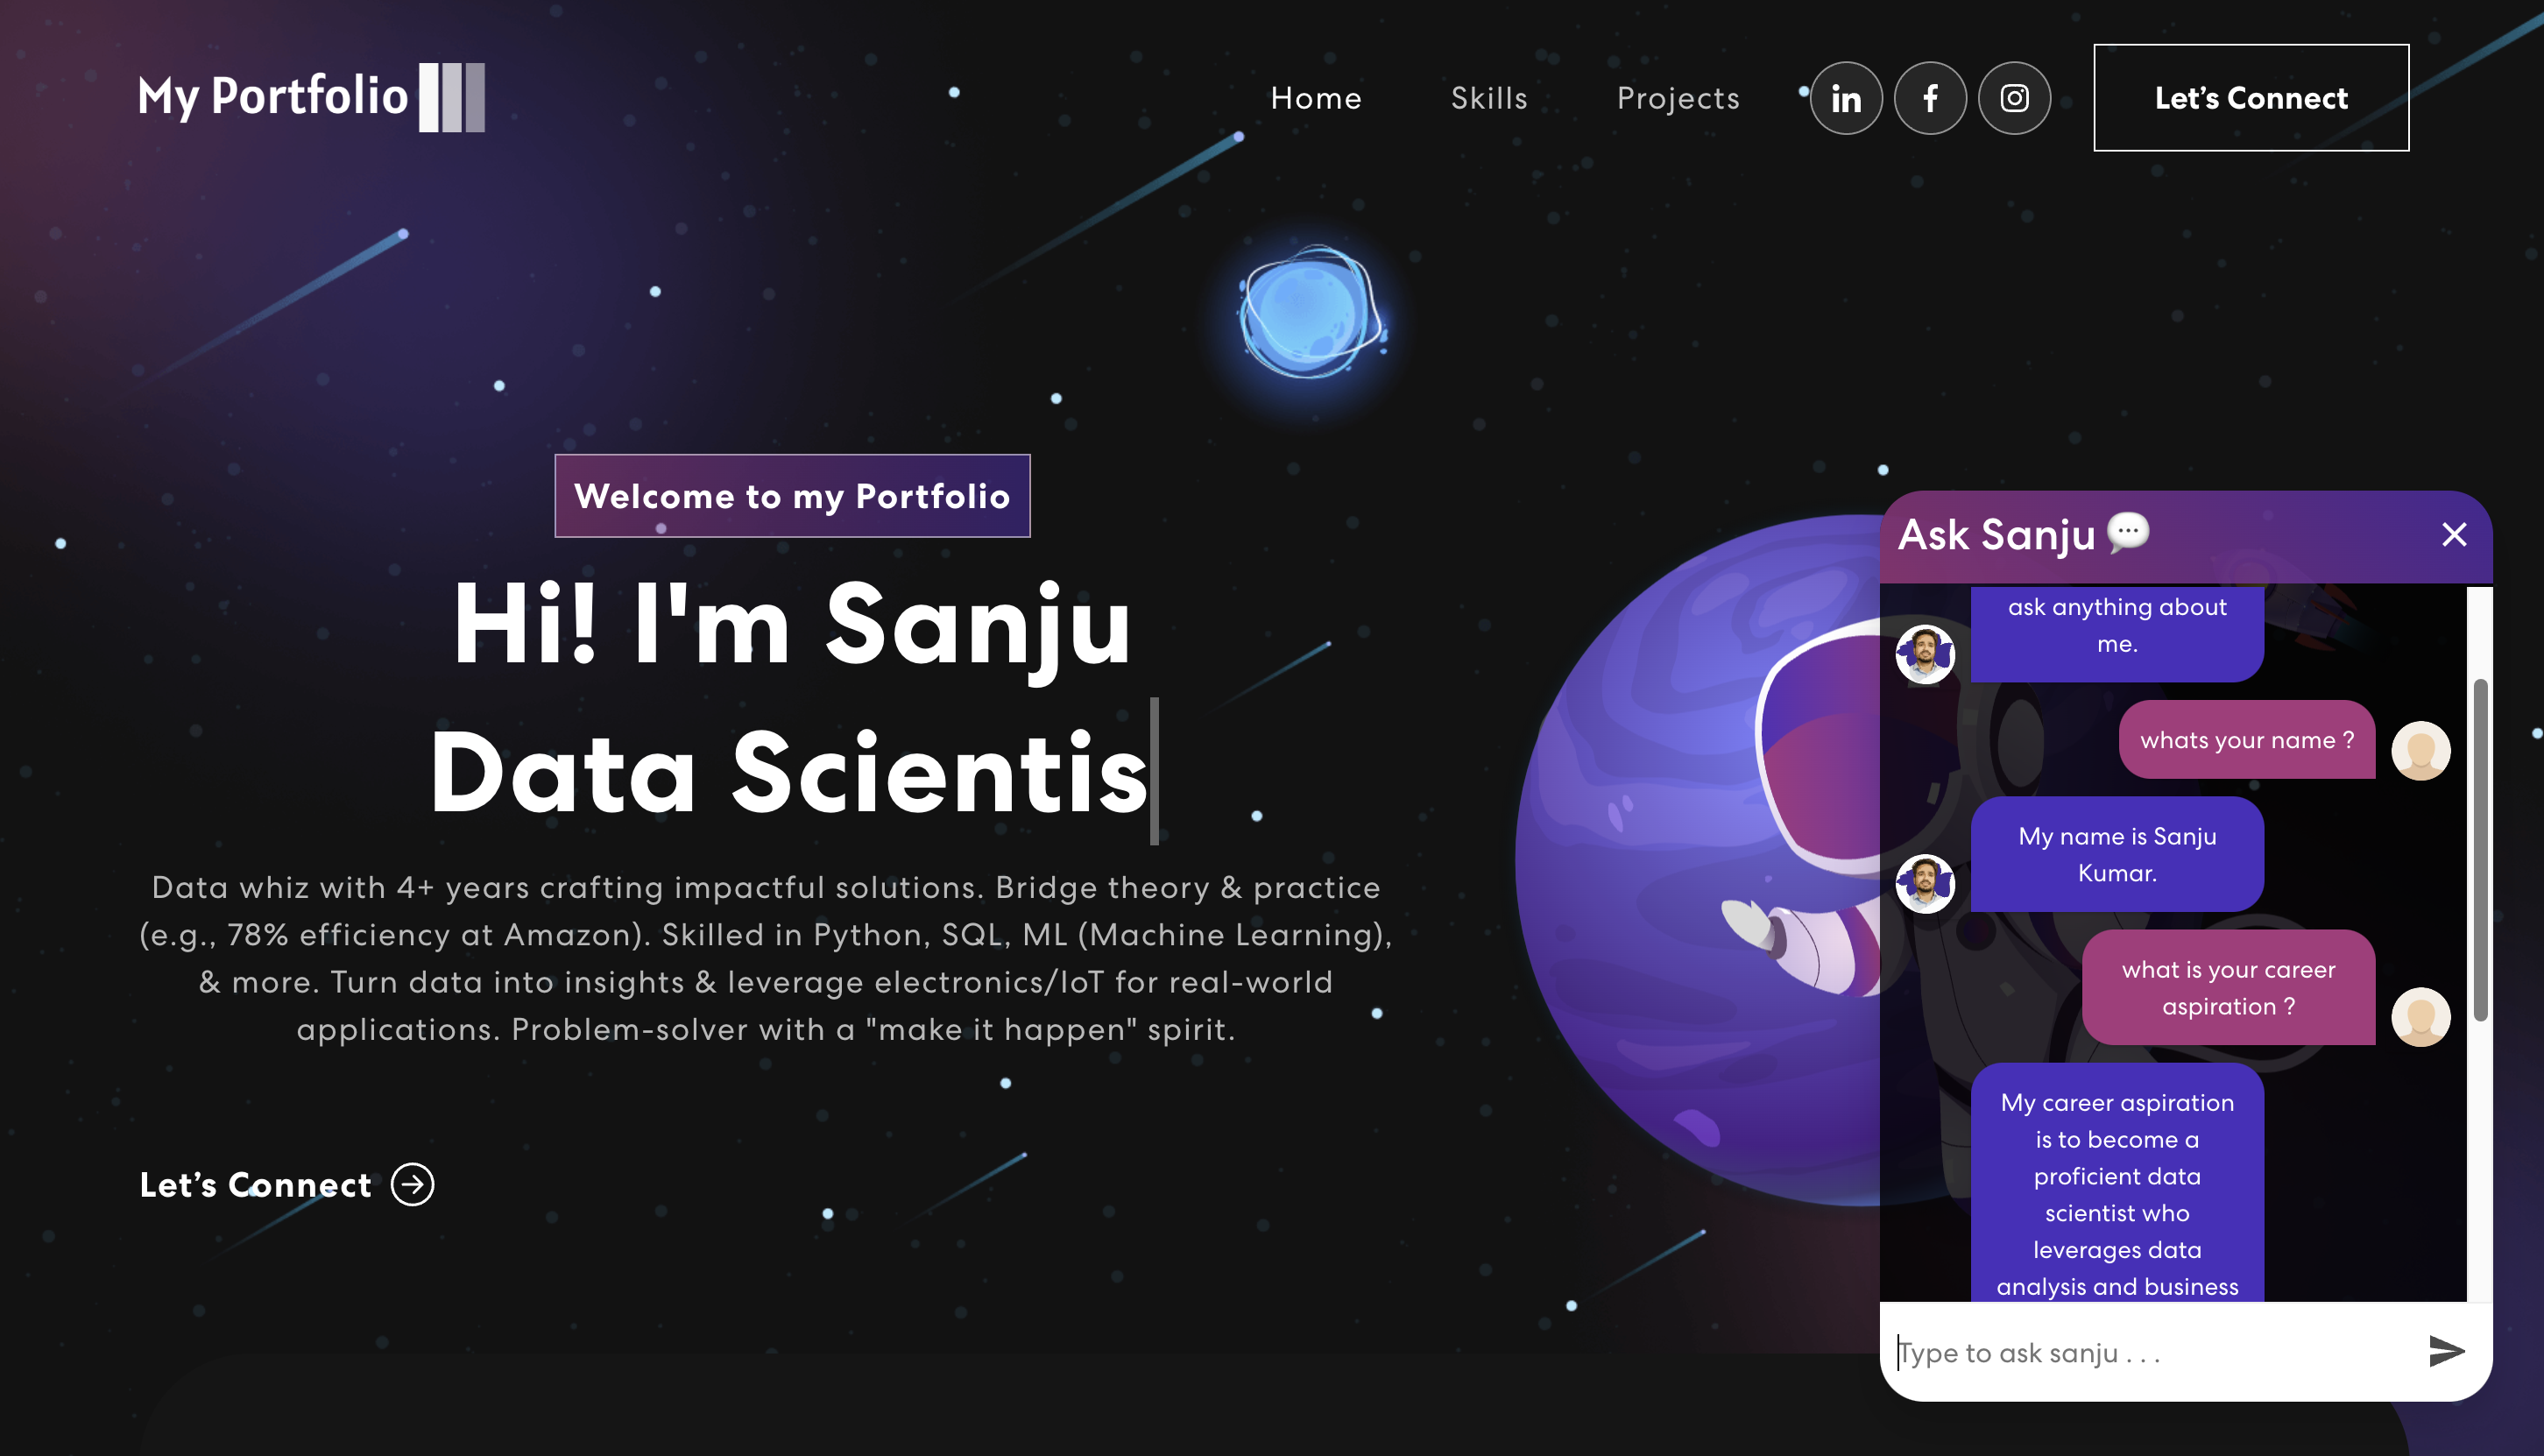 My Portfolio
Home
Skills
Projects
in
f
Let's Connect
Welcome to my Portfolio
Hi! I'm Sanju
Data Scientis
Data whiz with 4+ years crafting impactful solutions. Bridge theory & practice
(e.g., 78% efficiency at Amazon). Skilled in Python, SQL, ML (Machine Learning),
& more. Turn data into insights & leverage electronics/IoT for real-world
applications. Problem-solver with a "make it happen" spirit.
Let's Connect
Ask Sanju
ask anything about
me.
whats your name ?
My name is Sanju
Kumar.
what is your career
aspiration ?
My career aspiration
is to become a
proficient data
scientist who
leverages data
analysis and business
Type to ask sanju . . .